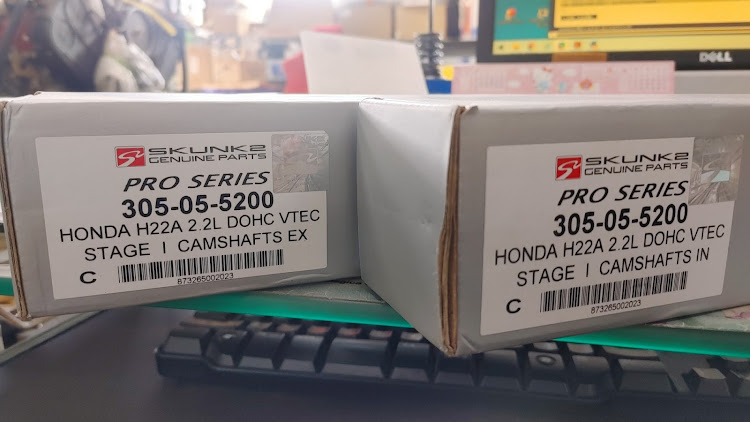 SKUNK2
GENUINE PARTS
PRO SERIES
305-05-5200
HONDA H22A 2.2L DOHC VTEC
STAGE I CAMSHAFTS EX
C
873265002023
SKUNK2
GENUINE PARTS
PRO SERIES
305-05-5200
HONDA H22A 2.2L DOHC VTEC
STAGE I CAMSHAFTS IN
C
873265002023
DELL